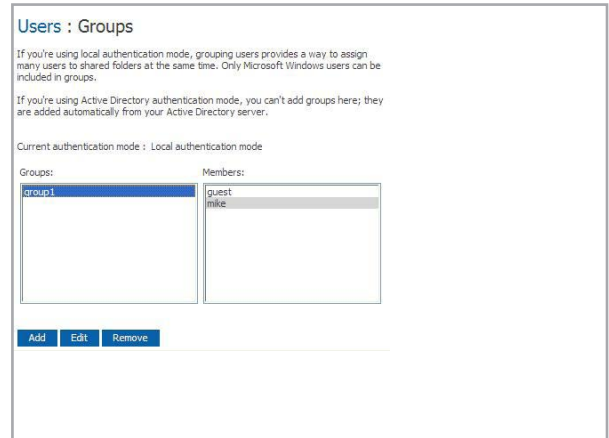 Users : Groups
If you're using local authentication mode, grouping users provides a way to assign
many users to shared folders at the same time. Only Microsoft Windows users can be
included in groups.
If you're using Active Directory authentication mode, you can't add groups here; they
are added automatically from your Active Directory server.
Current authentication mode : Local authentication mode
Groups: Members:
group1 guest
mike
Add Edit Remove